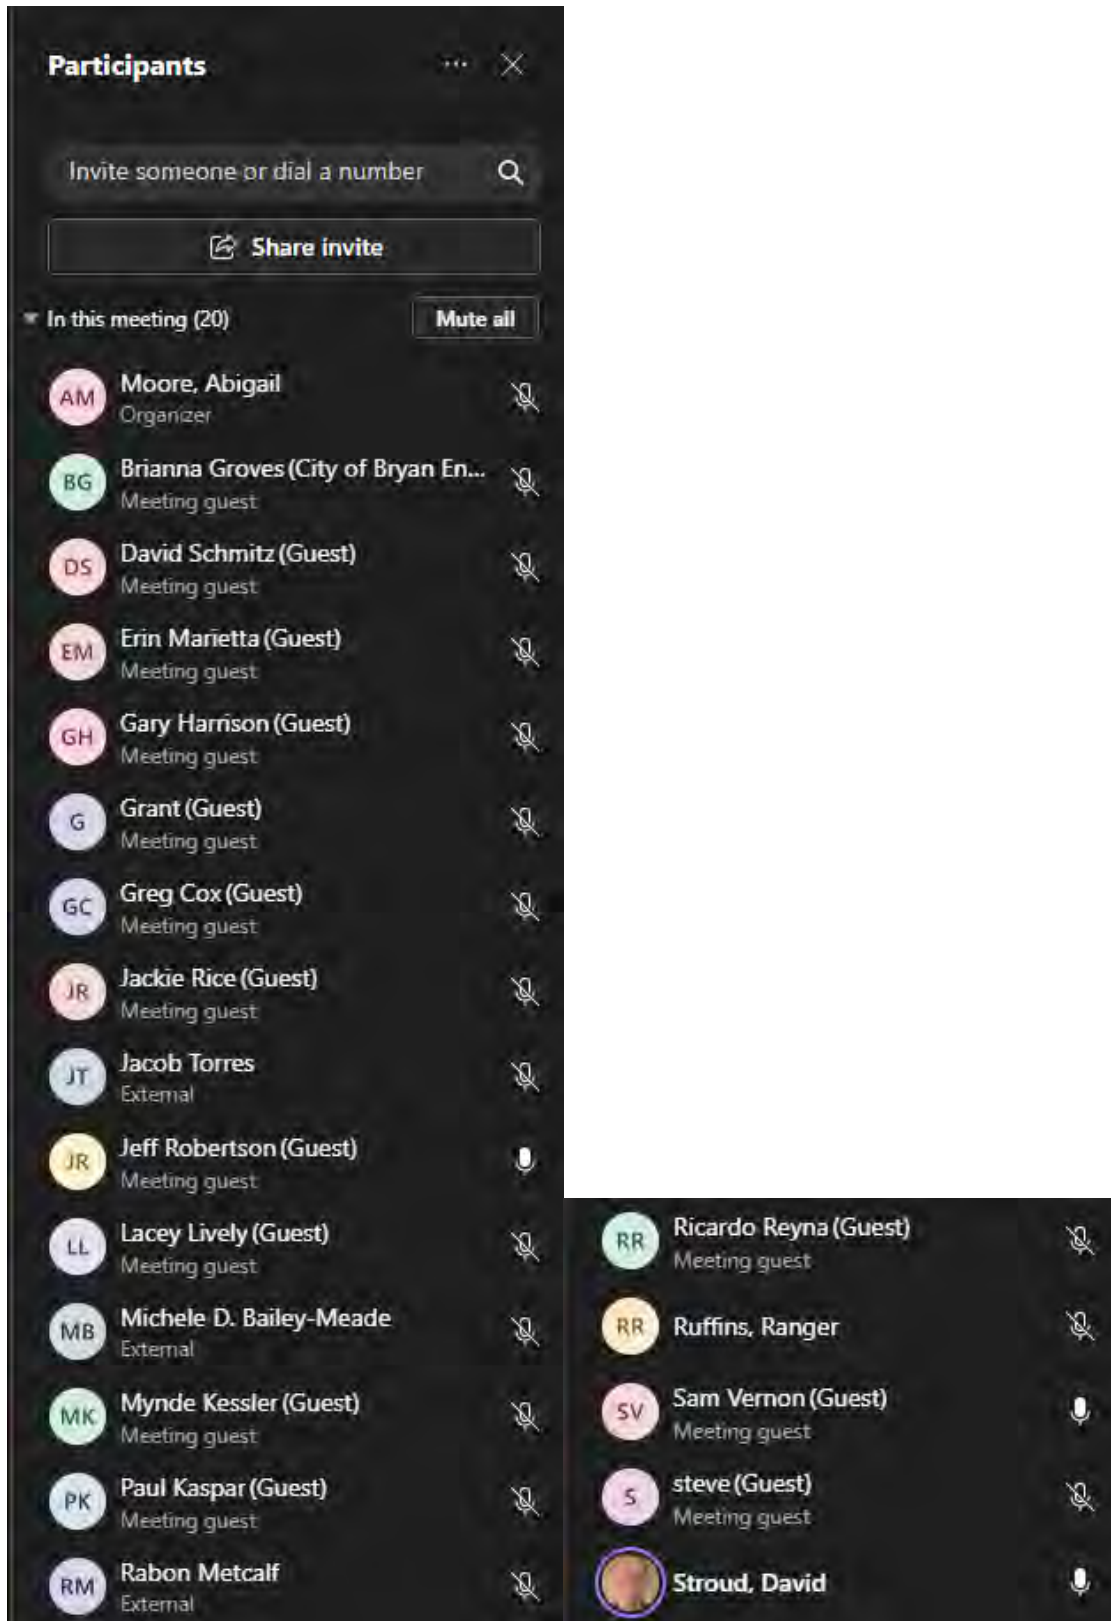 Participants
Invite someone or dial a number
Share invite
In this meeting (20)
Mute all
AM
Moore, Abigail
Organizer
BG
Brianna Groves (City of Bryan En...
Meeting guest
DS
David Schmitz (Guest)
Meeting guest
EM
Erin Marietta (Guest)
Meeting guest
GH
Gary Harrison (Guest)
Meeting guest
G
Grant (Guest)
Meeting guest
GC
Greg Cox (Guest)
Meeting guest
JR
Jackie Rice (Guest)
Meeting guest
JT
Jacob Torres
External
JR
Jeff Robertson (Guest)
Meeting guest
LL
Lacey Lively (Guest)
Meeting guest
MB
Michele D. Bailey-Meade
External
MK
Mynde Kessler (Guest)
Meeting guest
PK
Paul Kaspar (Guest)
Meeting guest
RM
Rabon Metcalf
External
RR
Ricardo Reyna (Guest)
Meeting guest
RR
Ruffins, Ranger
SV
Sam Vernon (Guest)
Meeting guest
S
steve (Guest)
Meeting guest
Stroud, David